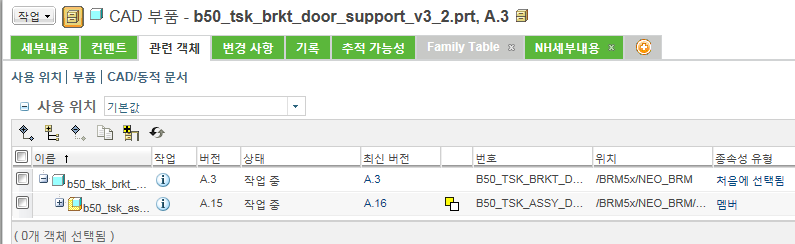 작업 CAD 부품 - b50_tsk_brkt_door_support_v3_2.prt, A.3
세부내용 컨텐트 관련 객체 변경 사항 기록 추적 가능성 Family Table × NH세부내용 ×
사용 위치 | 부품 | CAD/동적 문서
사용 위치 기본값
이름 ↑ 작업 버전 상태 최신 버전 번호 위치 종속성 유형
b50_tsk_brkt_... A.3 작업 중 A.3 B50_TSK_BRKT_D... /BRM5x/NEO_BRM 처음에 선택됨
b50_tsk_as... A.15 작업 중 A.16 B50_TSK_ASSY_D... /BRM5x/NEO_BRM/... 멤버
( 0개 객체 선택됨 )